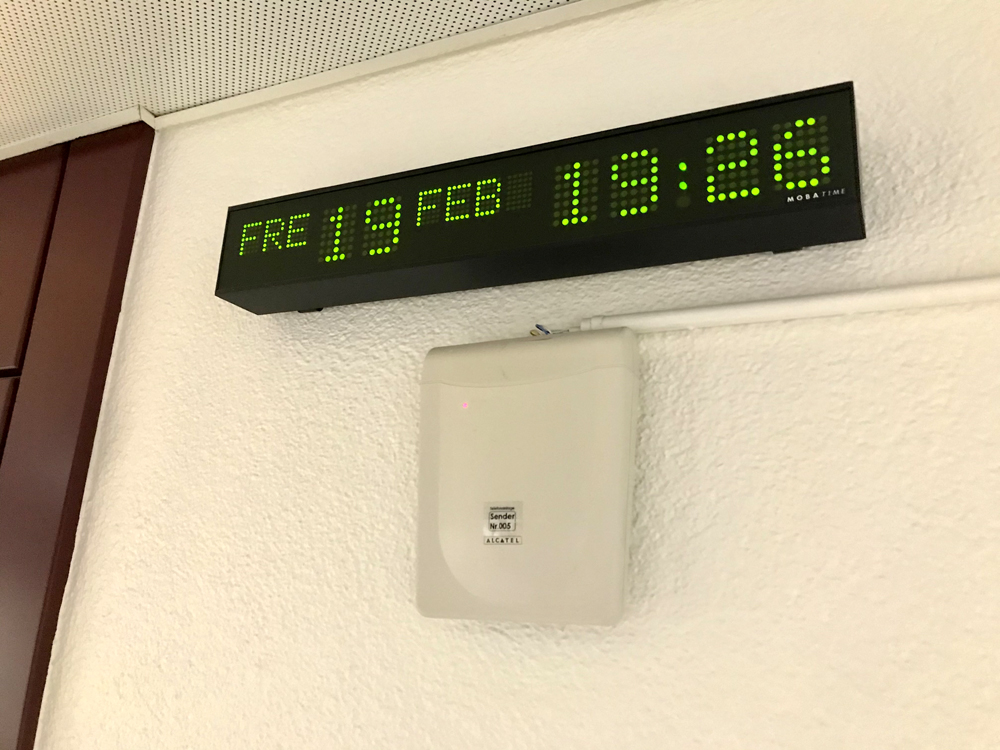 FRE 19 FEB 19:26
MOBATIME
Sender
Nr. 005
ALCATEL